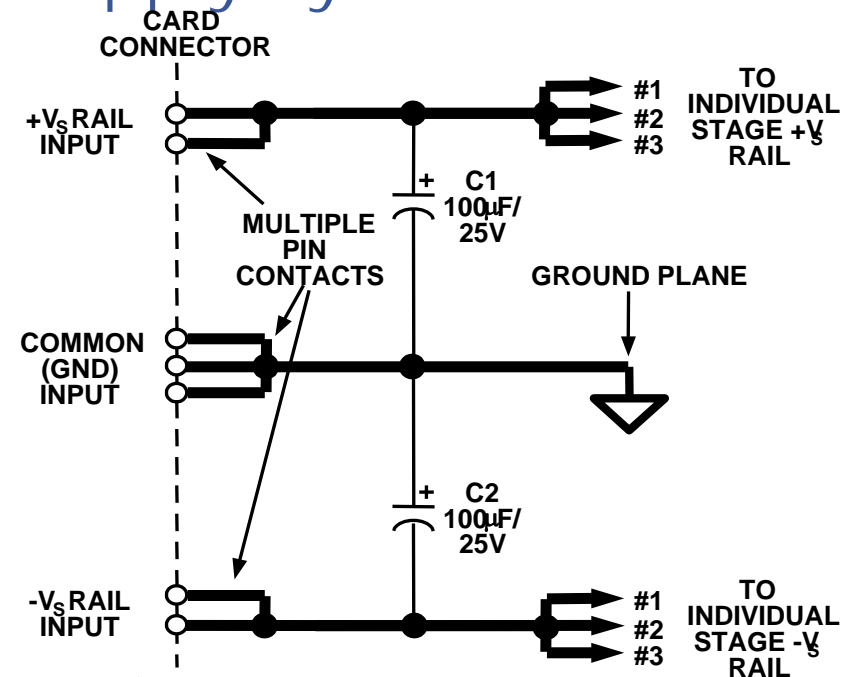 CARD
CONNECTOR
+VS RAIL
INPUT
#1
#2
#3
TO
INDIVIDUAL
STAGE +VS
RAIL
+ C1
100μF/
25V
MULTIPLE
PIN
CONTACTS
GROUND PLANE
COMMON
(GND)
INPUT
+ C2
100μF/
25V
-VS RAIL
INPUT
#1
#2
#3
TO
INDIVIDUAL
STAGE -VS
RAIL